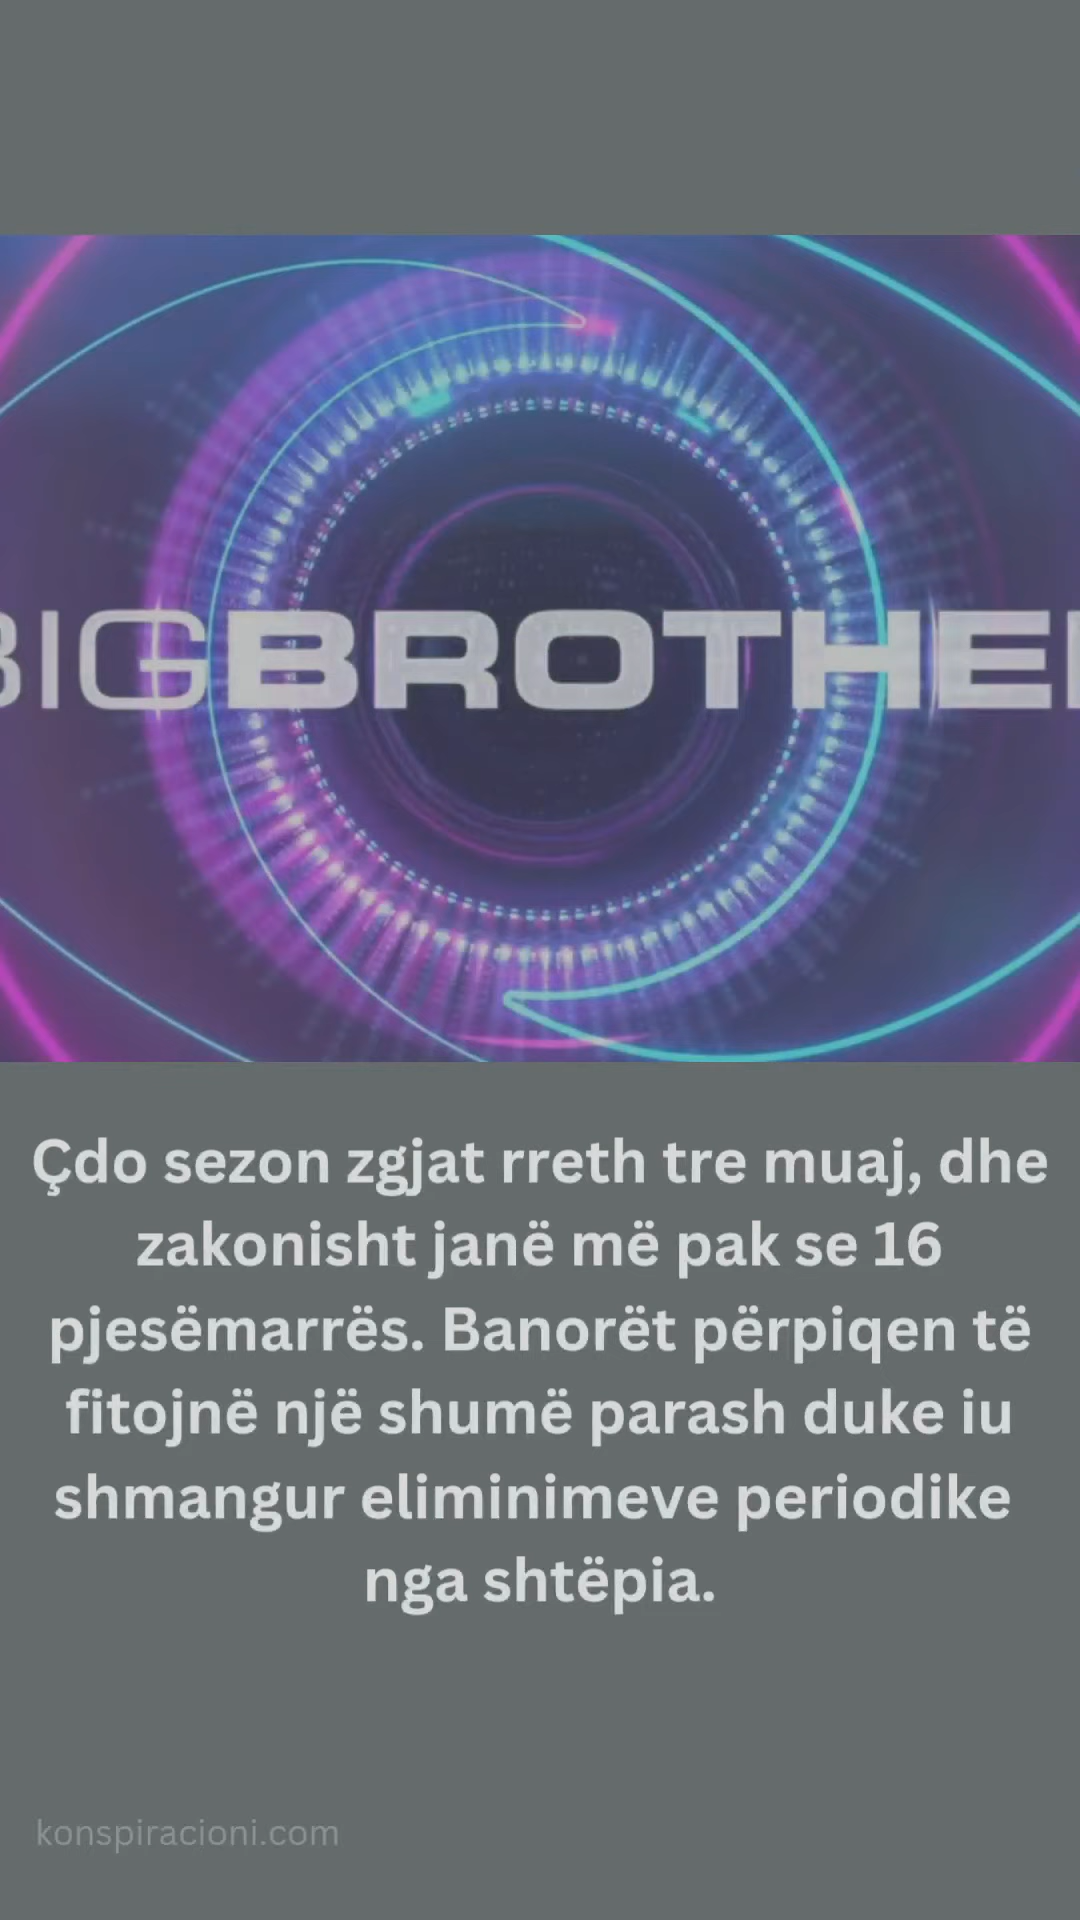 BIGBROTHER
Çdo sezon zgjat rreth tre muaj, dhe
zakonisht janë më pak se 16
pjesëmarrës. Banorët përpiqen të
fitojnë një shumë parash duke iu
shmangur eliminimeve periodike
nga shtëpia.
konspiracioni.com